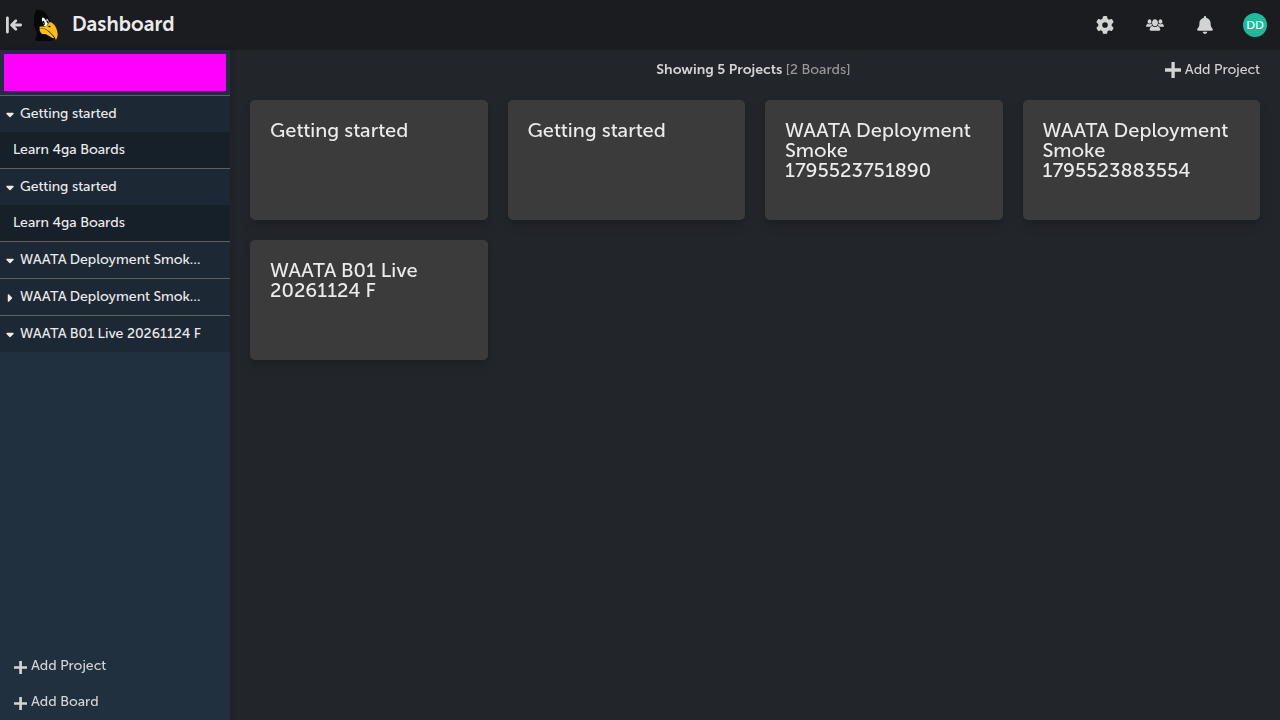 Dashboard
DD
Showing 5 Projects [2 Boards]
Add Project
Getting started
Learn 4ga Boards
Getting started
Learn 4ga Boards
WAATA Deployment Smok...
WAATA Deployment Smok...
WAATA B01 Live 20261124 F
Add Project
Add Board
Getting started
Getting started
WAATA Deployment
Smoke
1795523751890
WAATA Deployment
Smoke
1795523883554
WAATA B01 Live
20261124 F